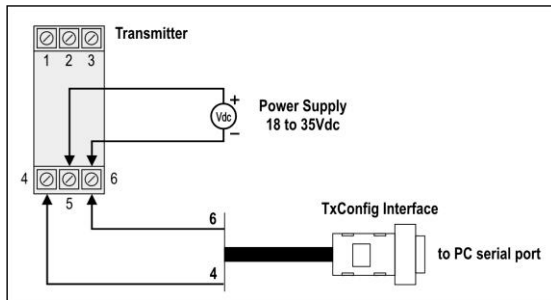 Transmitter
1 2 3
+
Vdc
−
Power Supply
18 to 35Vdc
4 6
5
6
TxConfig Interface
to PC serial port
4